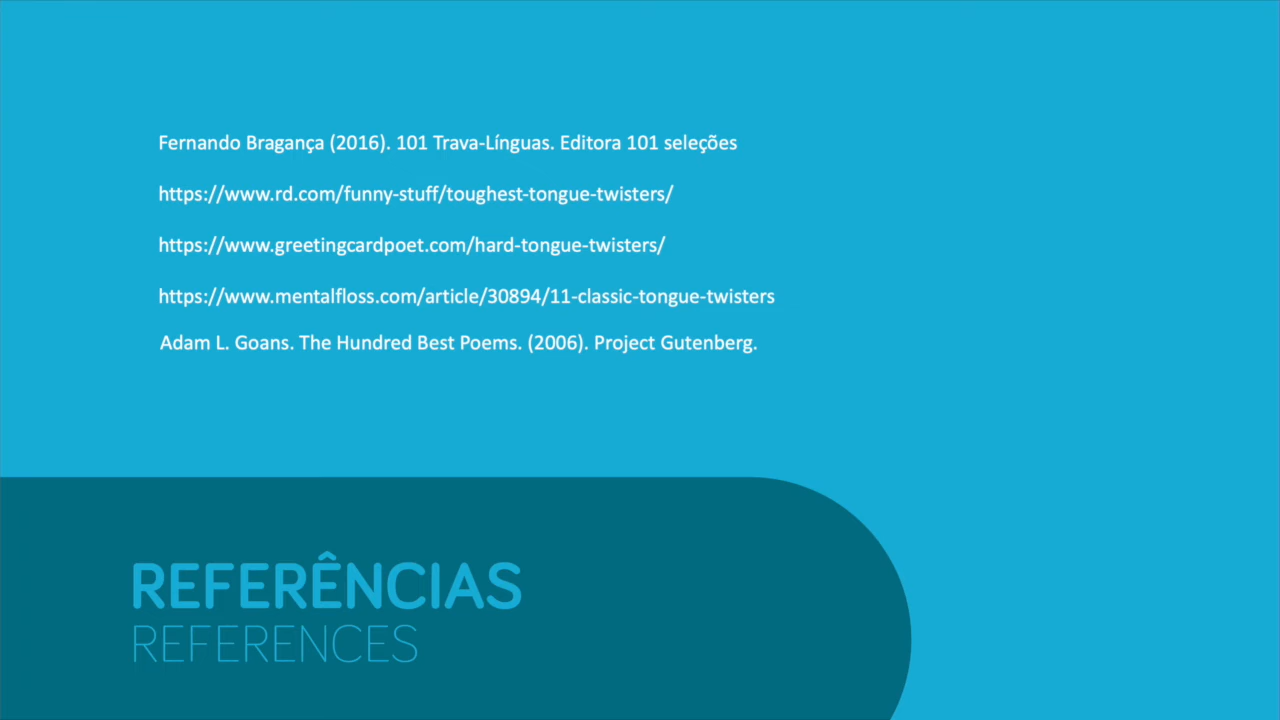 Fernando Bragança (2016). 101 Trava-Línguas. Editora 101 seleções
https://www.rd.com/funny-stuff/toughest-tongue-twisters/
https://www.greetingcardpoet.com/hard-tongue-twisters/
https://www.mentalfloss.com/article/30894/11-classic-tongue-twisters
Adam L. Goans. The Hundred Best Poems. (2006). Project Gutenberg.
REFERÊNCIAS
REFERENCES